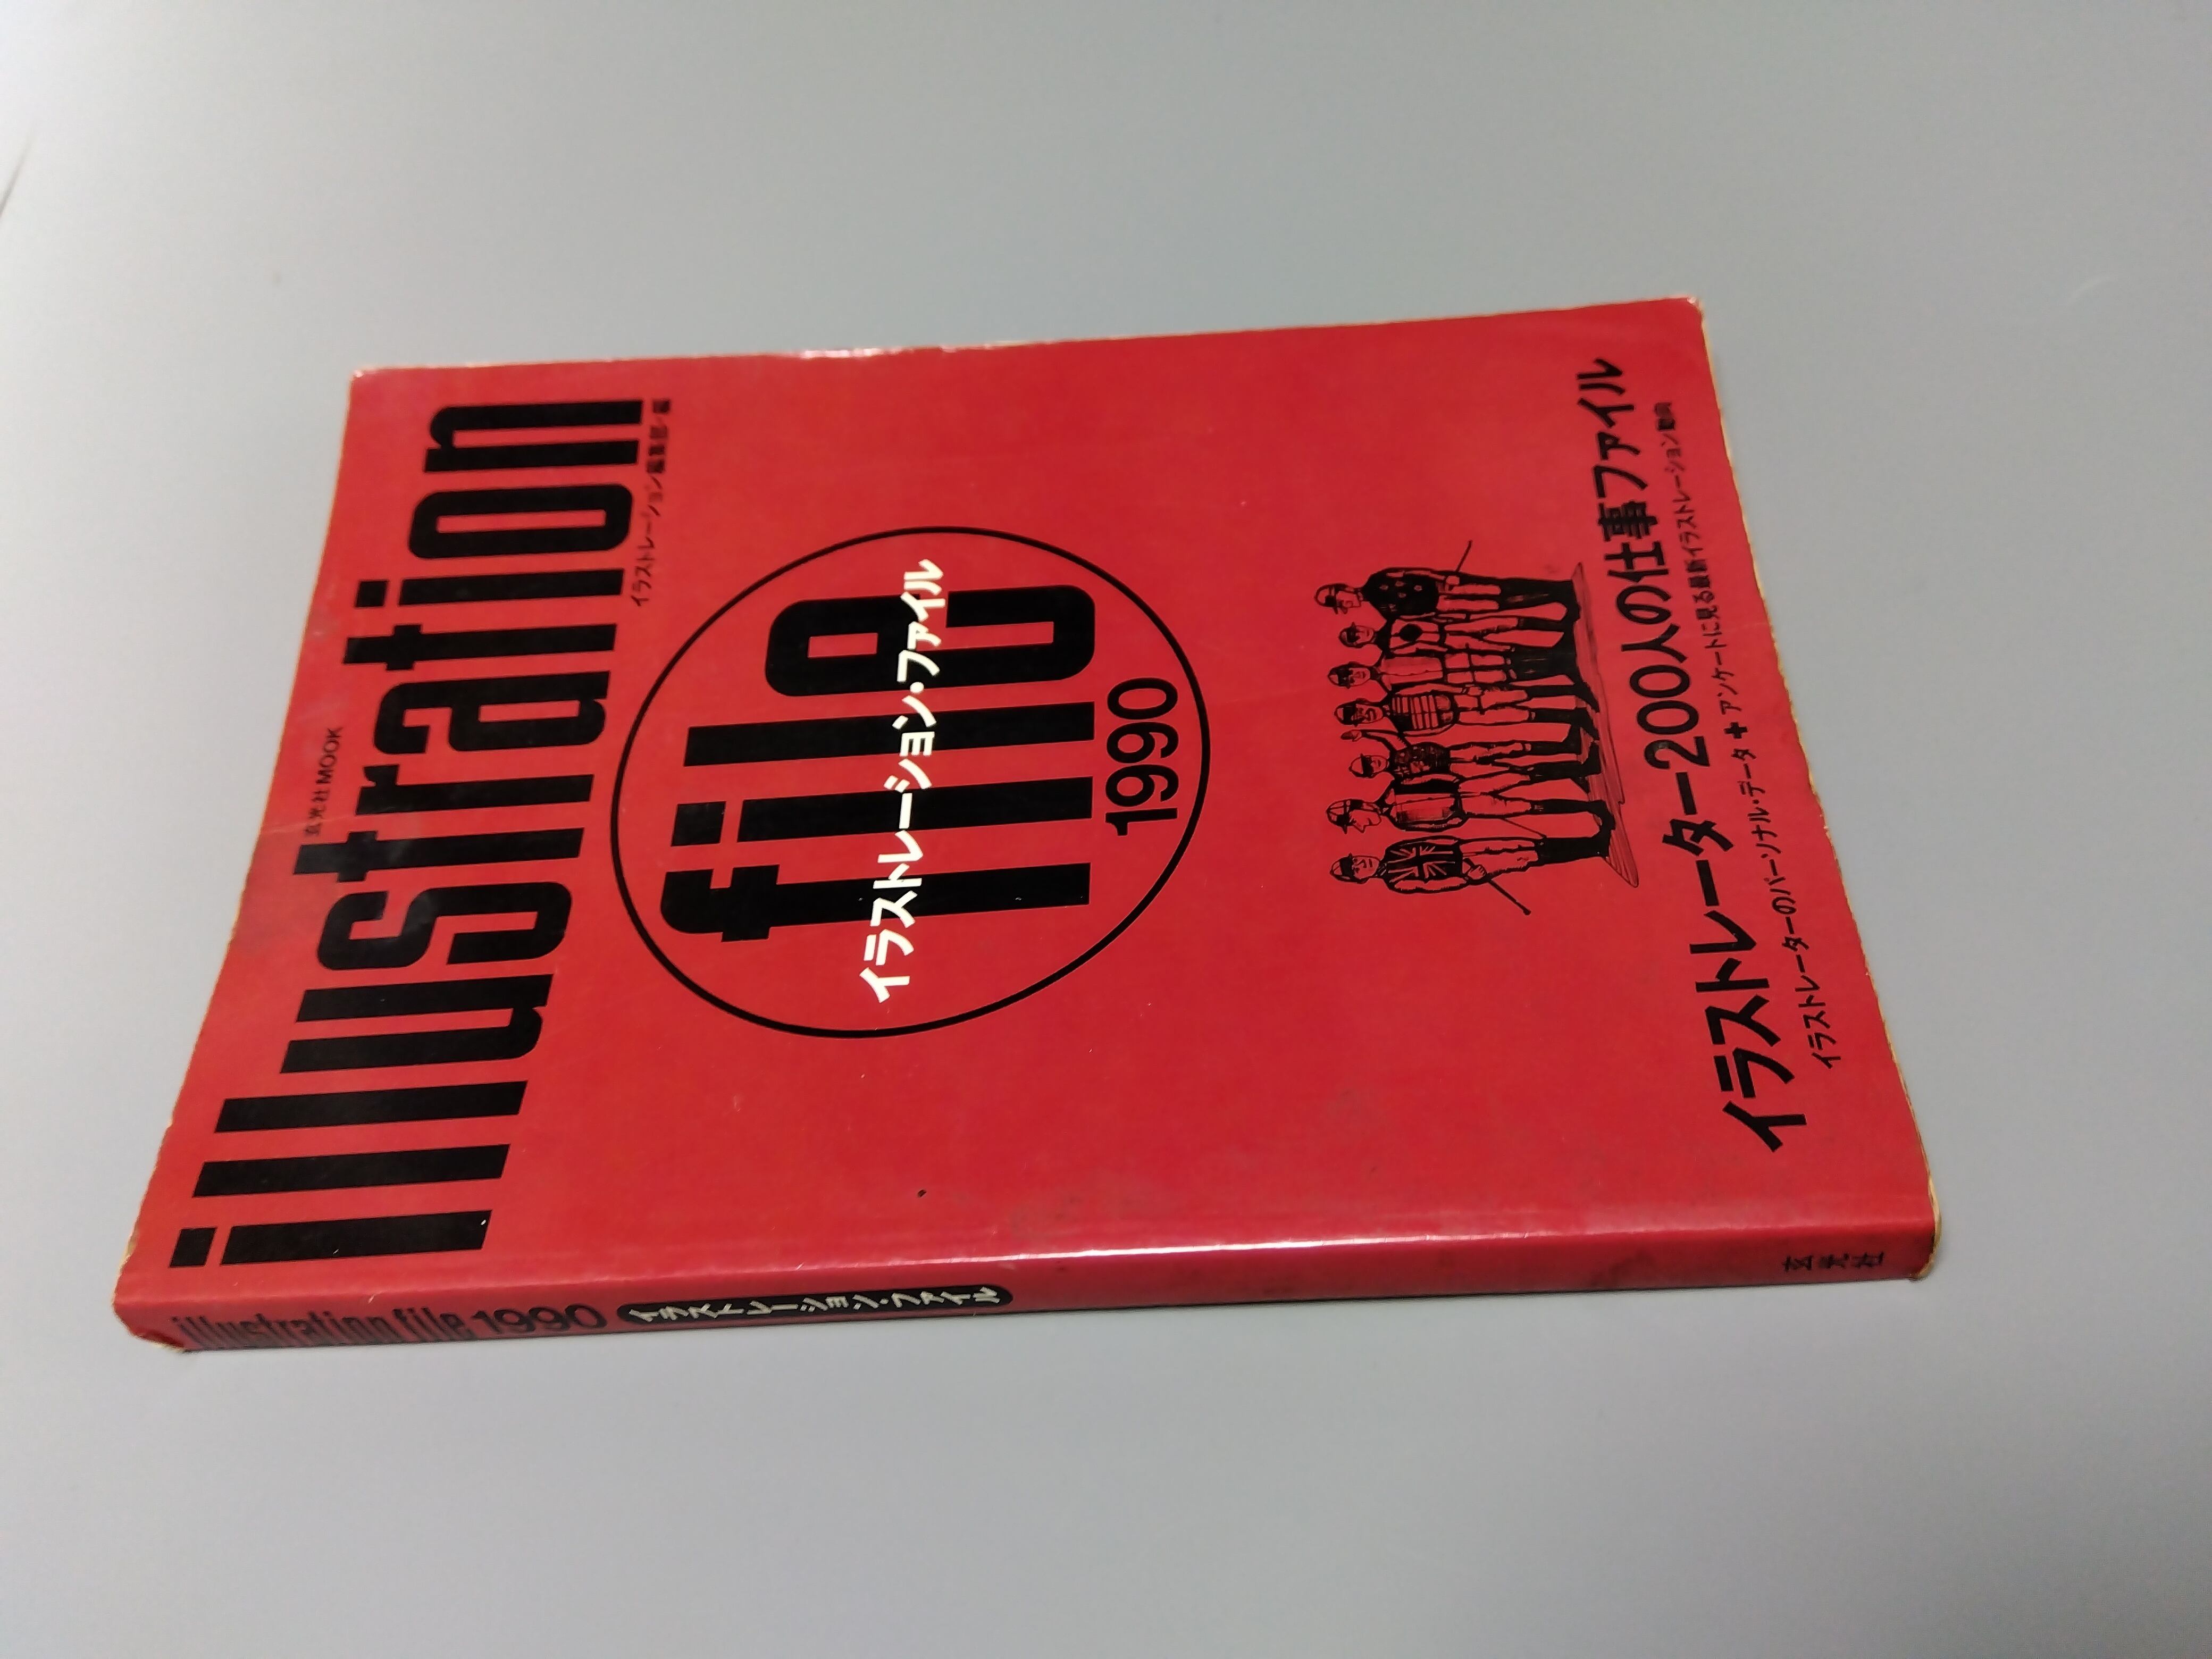 玄光社MOOK
illustration
イラストレーション編集部／編
file
イラストレーション・ファイル
1990
イラストレーター200人の仕事ファイル
イラストレーターのパーソナル・データ＋アンケートに見る最新イラストレーション動向
illustration file 1990 イラストレーション・ファイル 玄光社